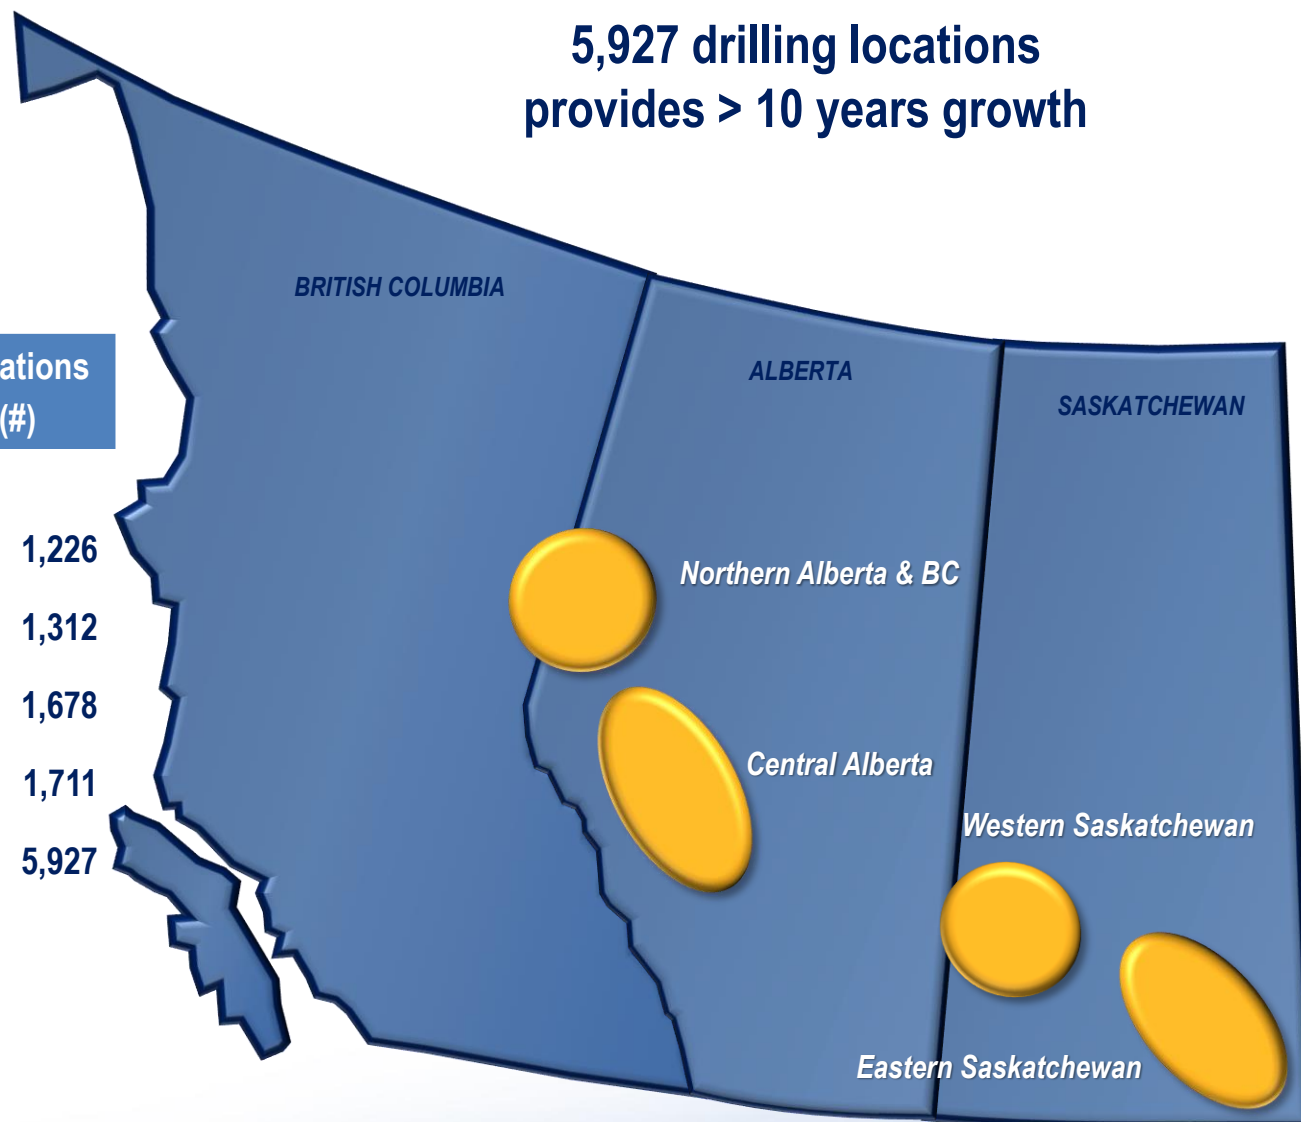 5,927 drilling locations
provides > 10 years growth
BRITISH COLUMBIA
ALBERTA
SASKATCHEWAN
ations
(#)
1,226
1,312
1,678
1,711
5,927
Northern Alberta & BC
Central Alberta
Western Saskatchewan
Eastern Saskatchewan